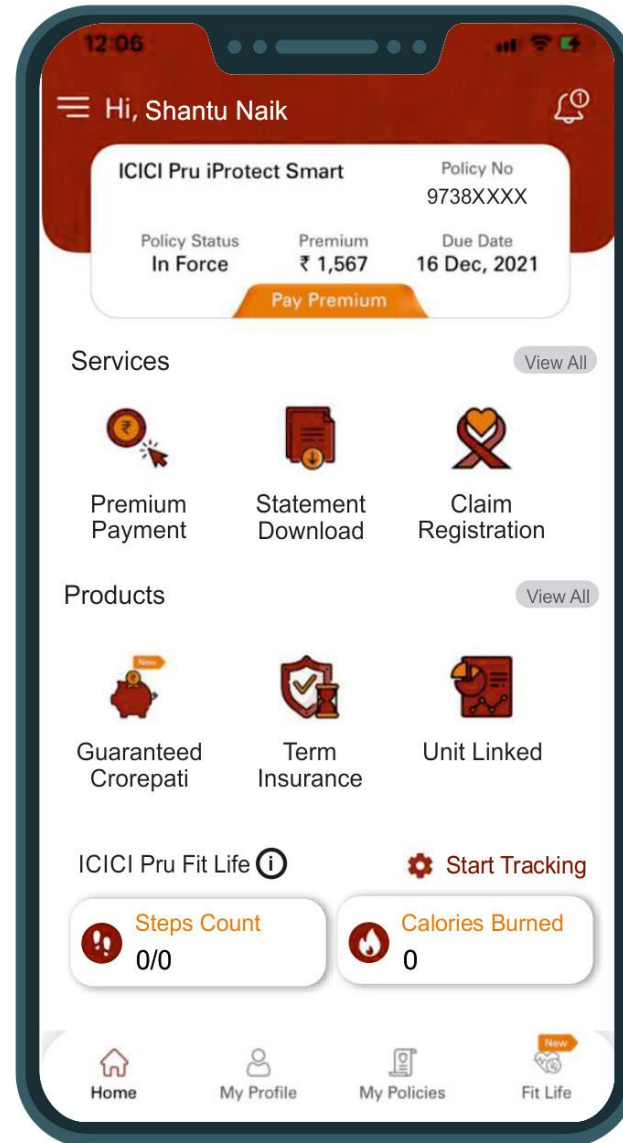 12:06
Hi, Shantu Naik
1
ICICI Pru iProtect Smart
Policy No
9738XXXX
Policy Status
In Force
Premium
₹ 1,567
Due Date
16 Dec, 2021
Pay Premium
Services
View All
₹
Premium
Payment
Statement
Download
Claim
Registration
Products
View All
New
₹
Guaranteed
Crorepati
Term
Insurance
Unit Linked
ICICI Pru Fit Life i
Start Tracking
Steps Count
0/0
Calories Burned
0
Home
My Profile
My Policies
New
Fit Life